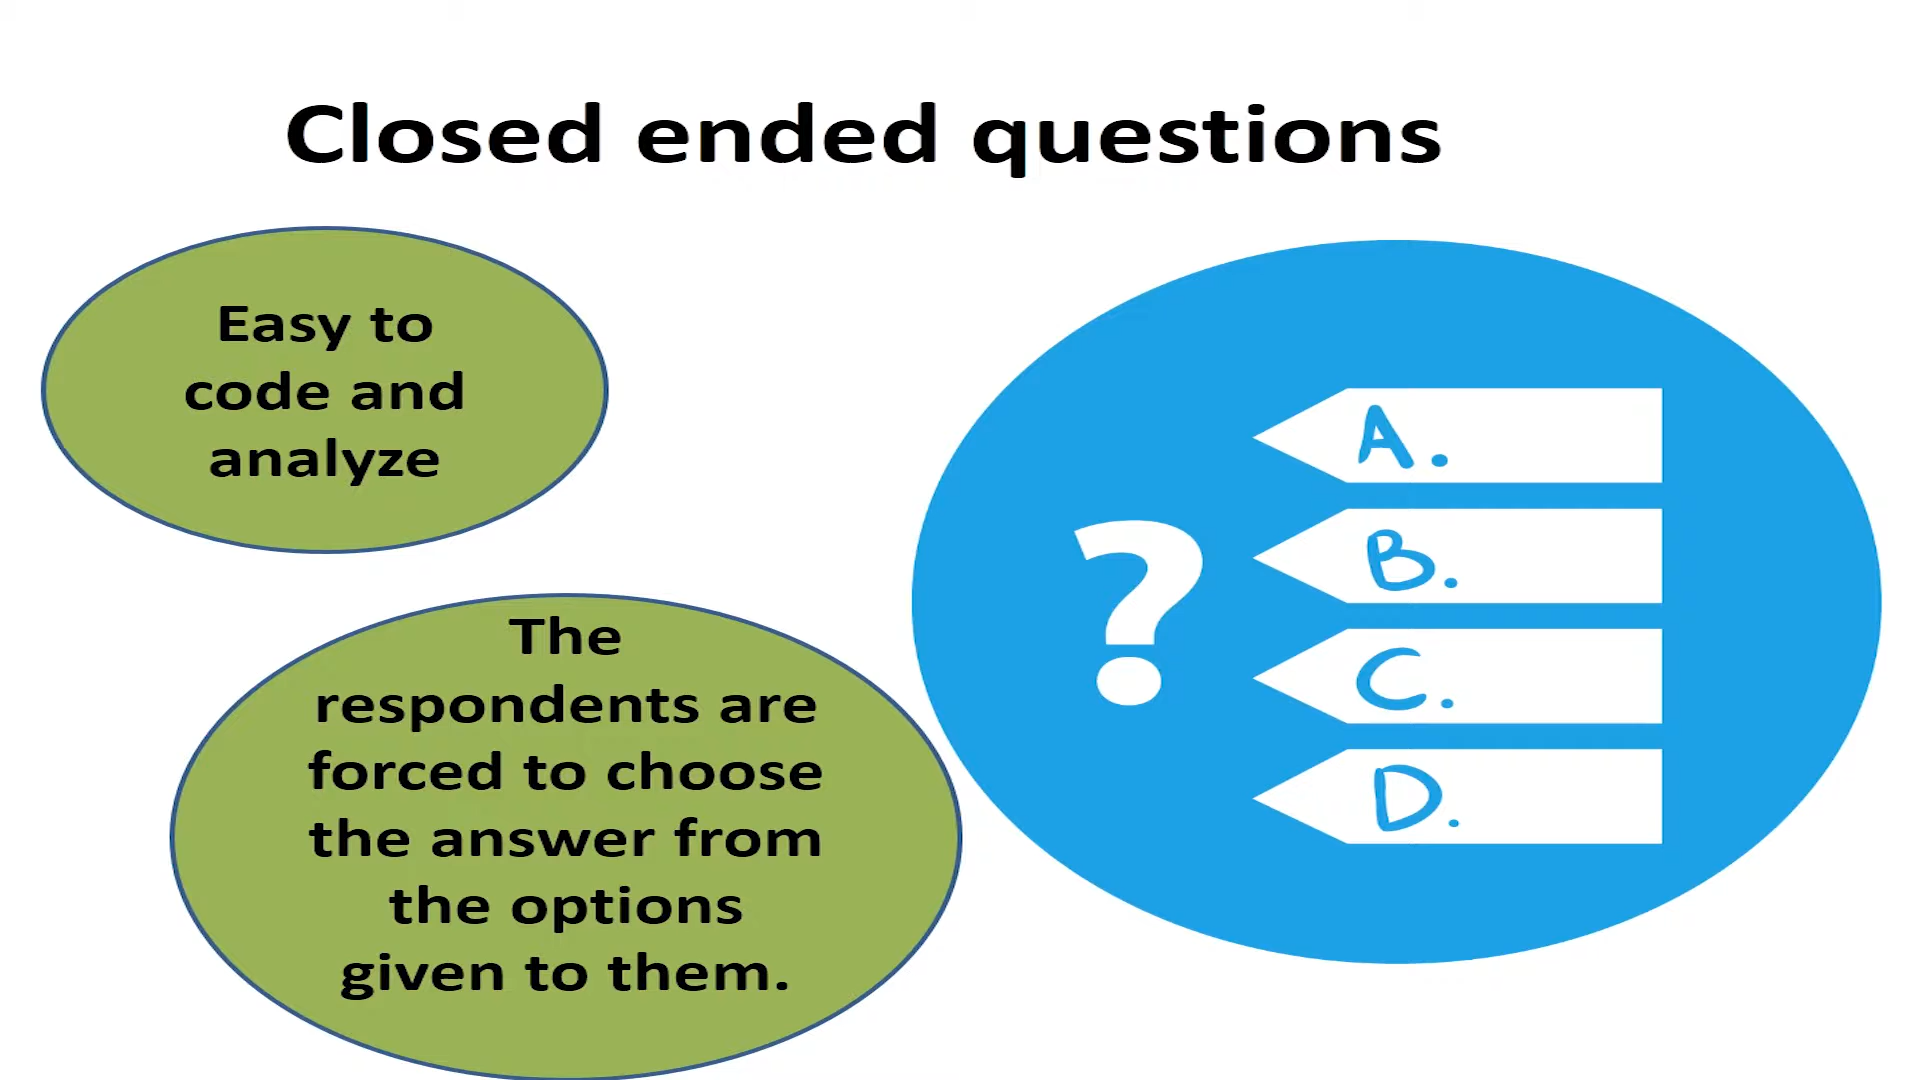 Closed ended questions
Easy to
code and
analyze
The
respondents are
forced to choose
the answer from
the options
given to them.
?
A.
B.
C.
D.